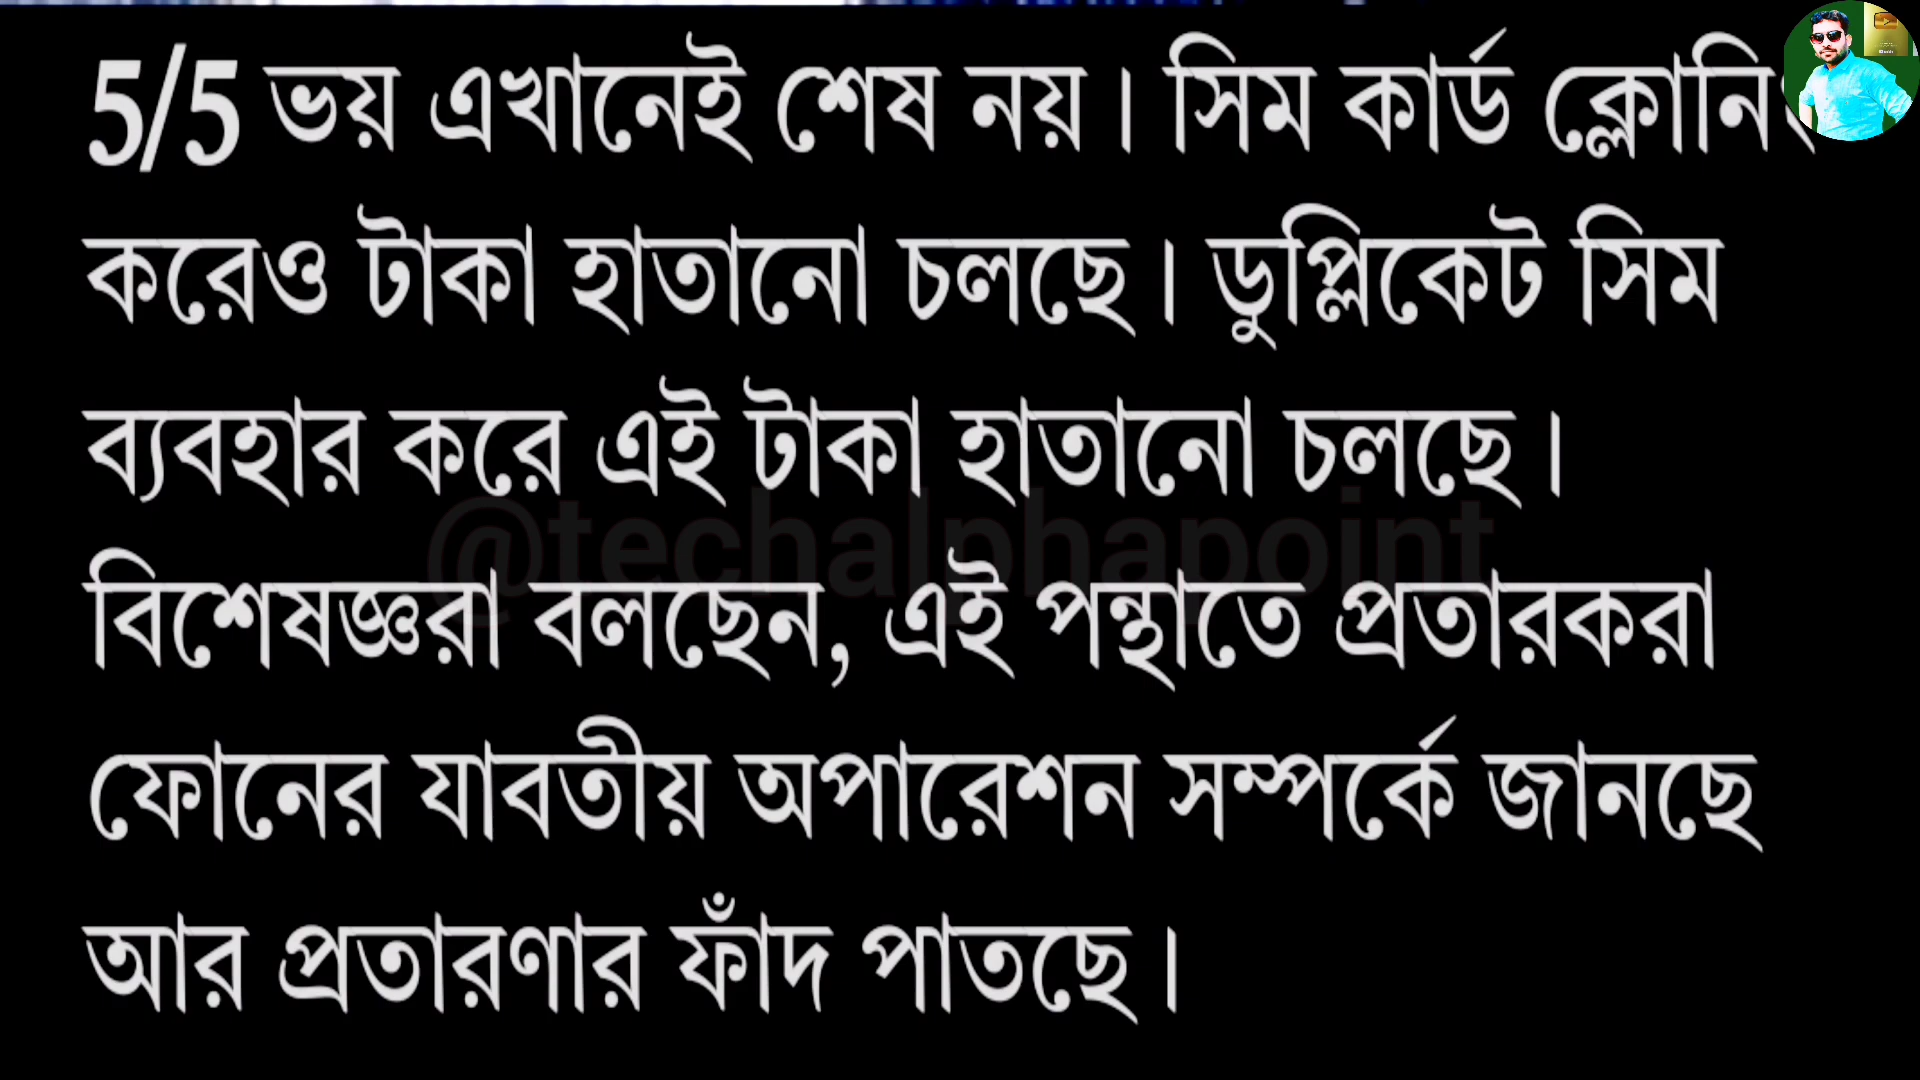 5/5 ভয় এখানেই শেষ নয়। সিম কার্ড ক্লোনিং
করেও টাকা হাতানো চলছে। ডুপ্লিকেট সিম
ব্যবহার করে এই টাকা হাতানো চলছে।
@techalphapoint
বিশেষজ্ঞরা বলছেন, এই পন্থাতে প্রতারকরা
ফোনের যাবতীয় অপারেশন সম্পর্কে জানছে
আর প্রতারণার ফাঁদ পাতছে।